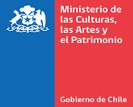 Ministerio de
las Culturas,
las Artes y
el Patrimonio
Gobierno de Chile